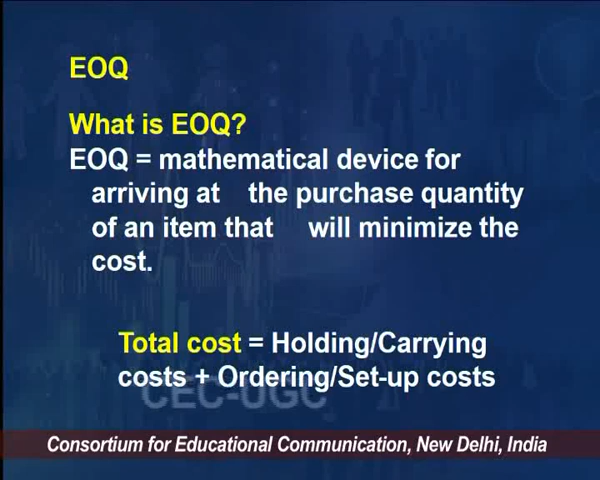 EOQ
What is EOQ?
EOQ = mathematical device for
arriving at the purchase quantity
of an item that will minimize the
cost.
Total cost = Holding/Carrying
costs + Ordering/Set-up costs
CEC-UGC
Consortium for Educational Communication, New Delhi, India